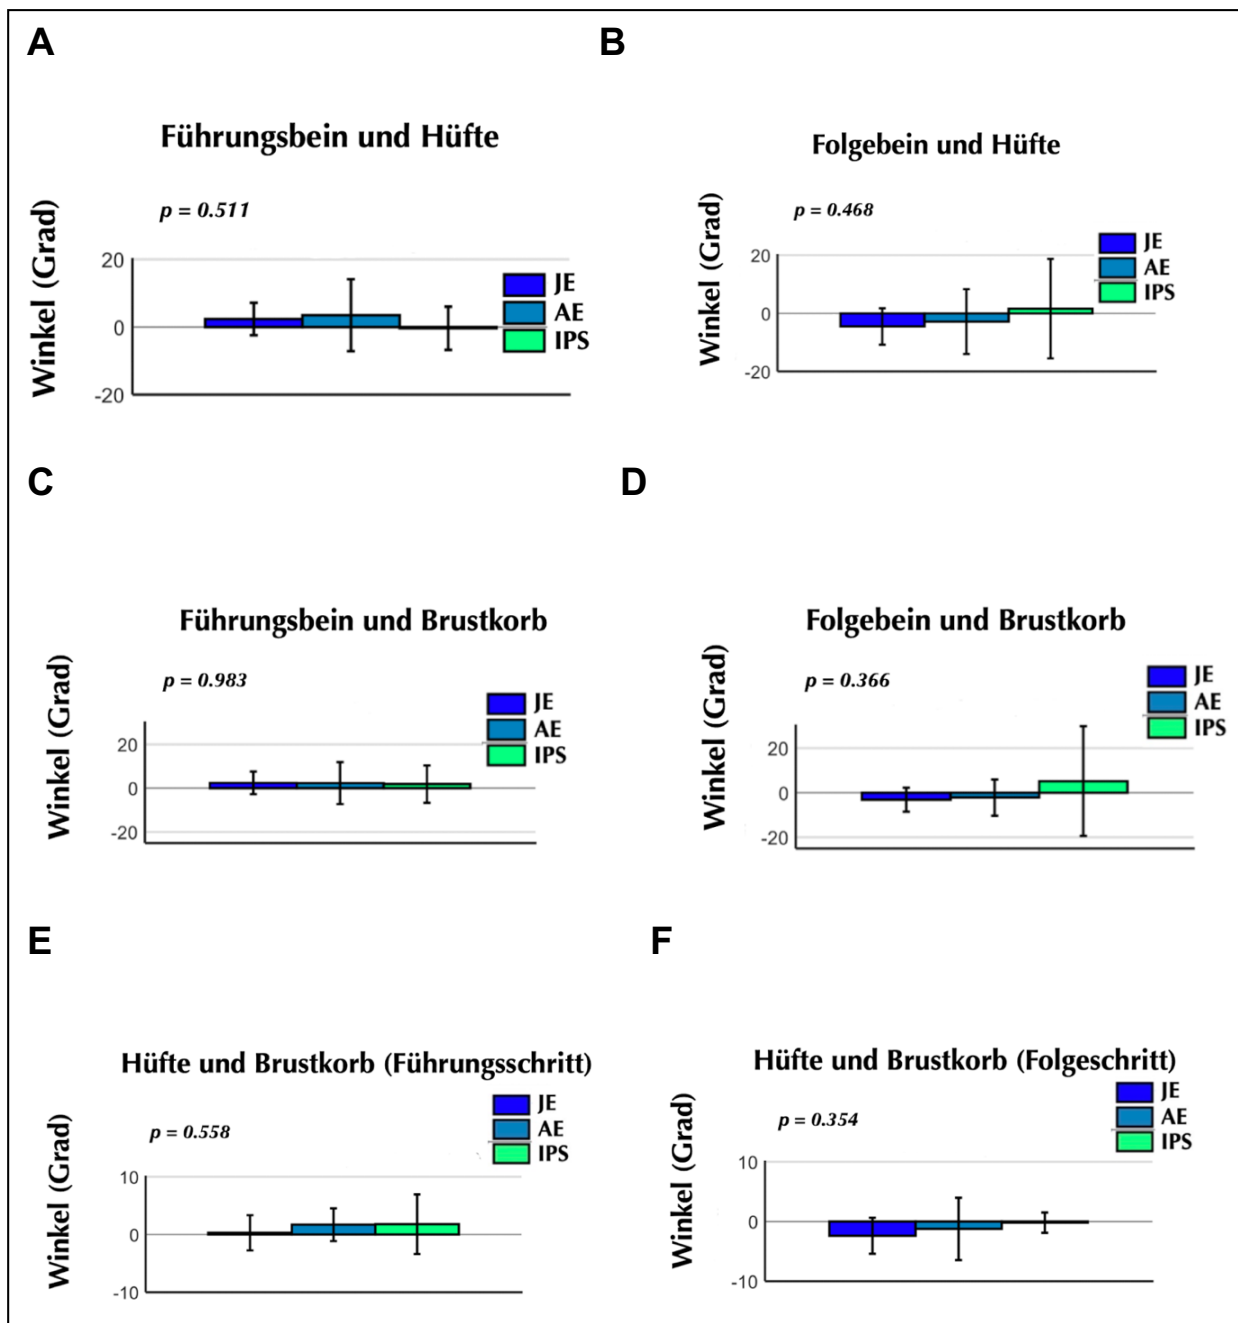 A
Führungsbein und Hüfte
p = 0.511
Winkel (Grad)
20
0
-20
JE
AE
IPS
B
Folgebein und Hüfte
p = 0.468
Winkel (Grad)
20
0
-20
JE
AE
IPS
C
Führungsbein und Brustkorb
p = 0.983
Winkel (Grad)
20
0
-20
JE
AE
IPS
D
Folgebein und Brustkorb
p = 0.366
Winkel (Grad)
20
0
-20
JE
AE
IPS
E
Hüfte und Brustkorb (Führungsschritt)
p = 0.558
Winkel (Grad)
10
0
-10
JE
AE
IPS
F
Hüfte und Brustkorb (Folgeschritt)
p = 0.354
Winkel (Grad)
10
0
-10
JE
AE
IPS